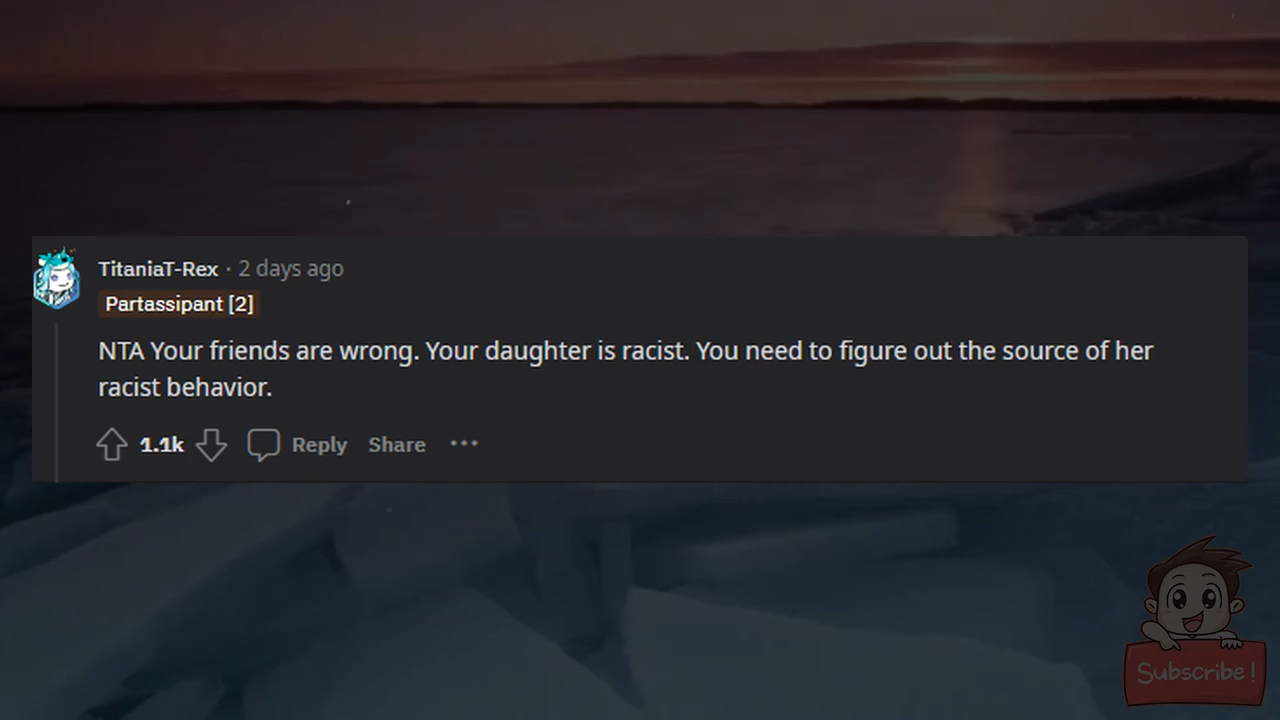 TitaniaT-Rex · 2 days ago
Partassipant [2]
NTA Your friends are wrong. Your daughter is racist. You need to figure out the source of her
racist behavior.
1.1k Reply Share ···
Subscribe!